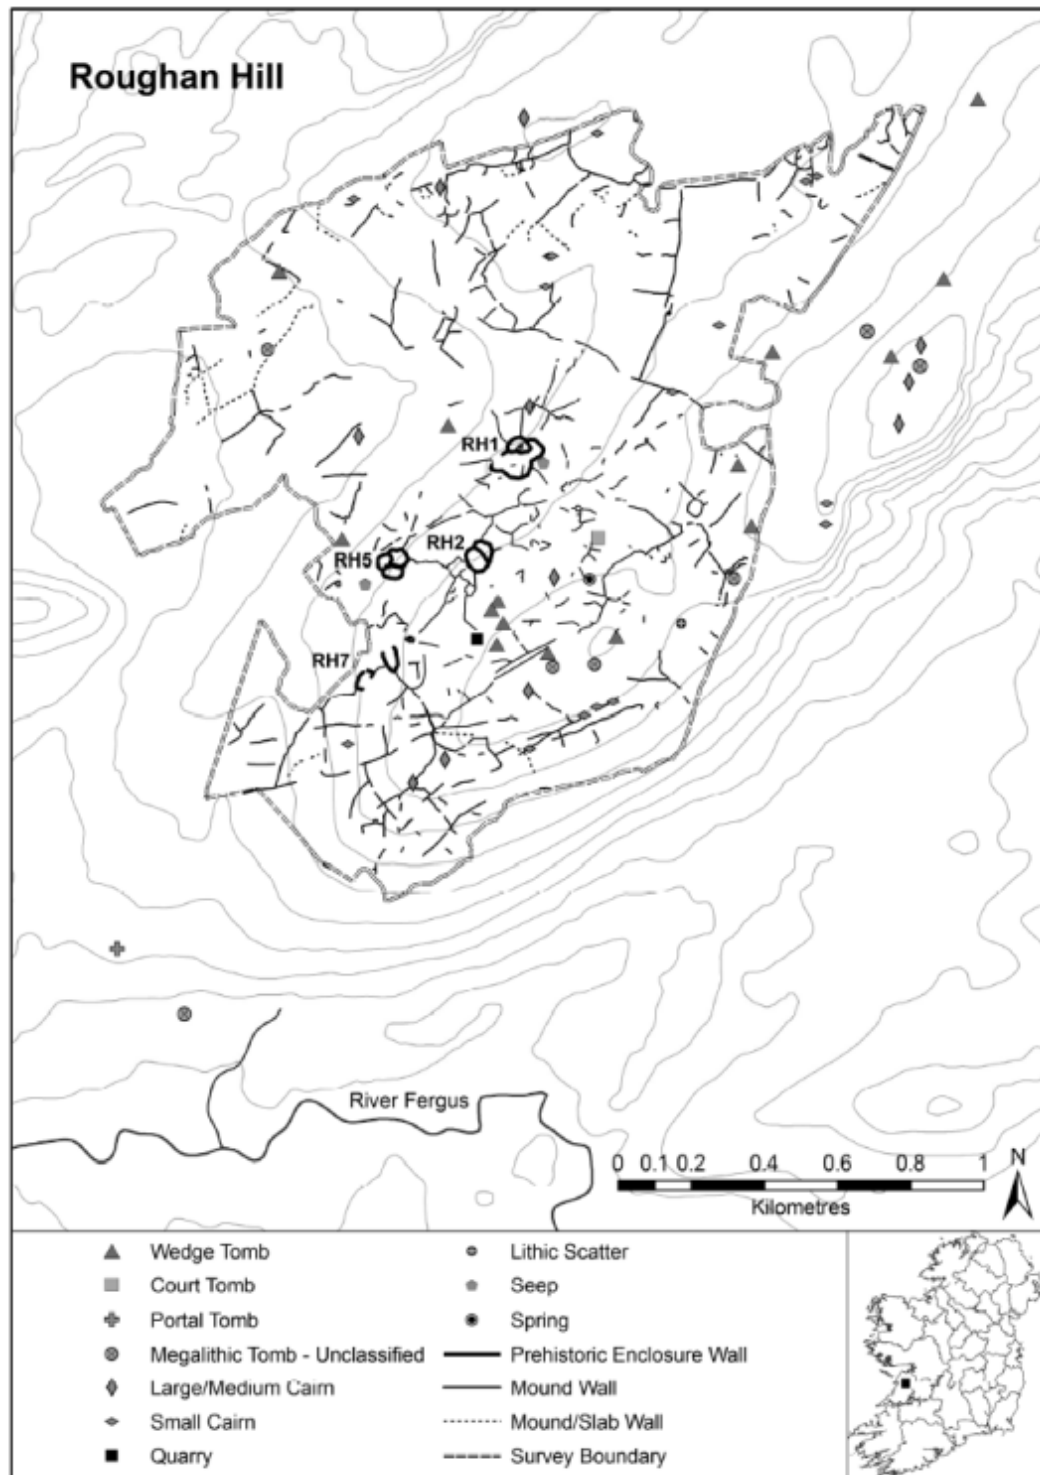 Roughan Hill
RH1
RH2
RH5
RH7
River Fergus
N
0 0.1 0.2 0.4 0.6 0.8 1
Kilometres
Wedge Tomb
Court Tomb
Portal Tomb
Megalithic Tomb - Unclassified
Large/Medium Cairn
Small Cairn
Quarry
Lithic Scatter
Seep
Spring
Prehistoric Enclosure Wall
Mound Wall
Mound/Slab Wall
Survey Boundary